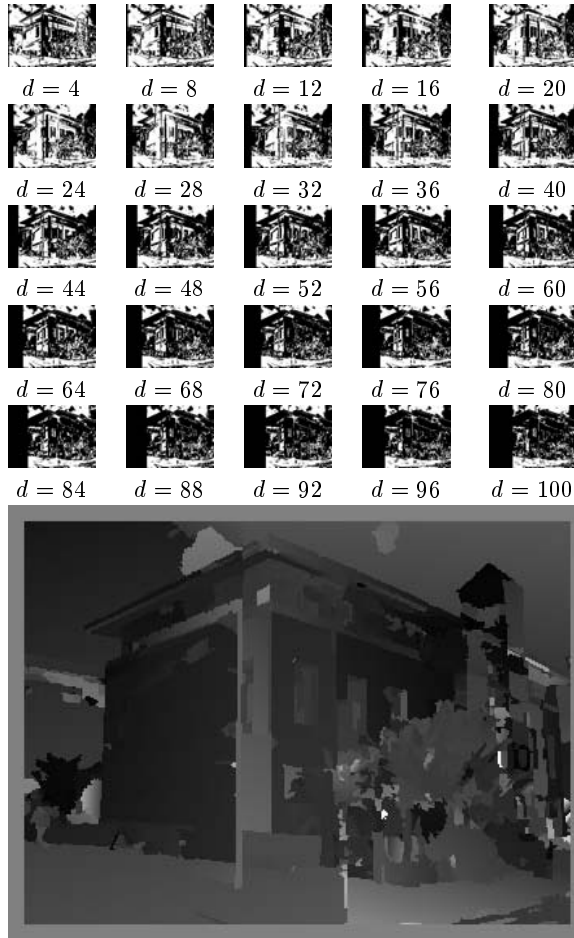 d = 4 d = 8 d = 12 d = 16 d = 20
d = 24 d = 28 d = 32 d = 36 d = 40
d = 44 d = 48 d = 52 d = 56 d = 60
d = 64 d = 68 d = 72 d = 76 d = 80
d = 84 d = 88 d = 92 d = 96 d = 100